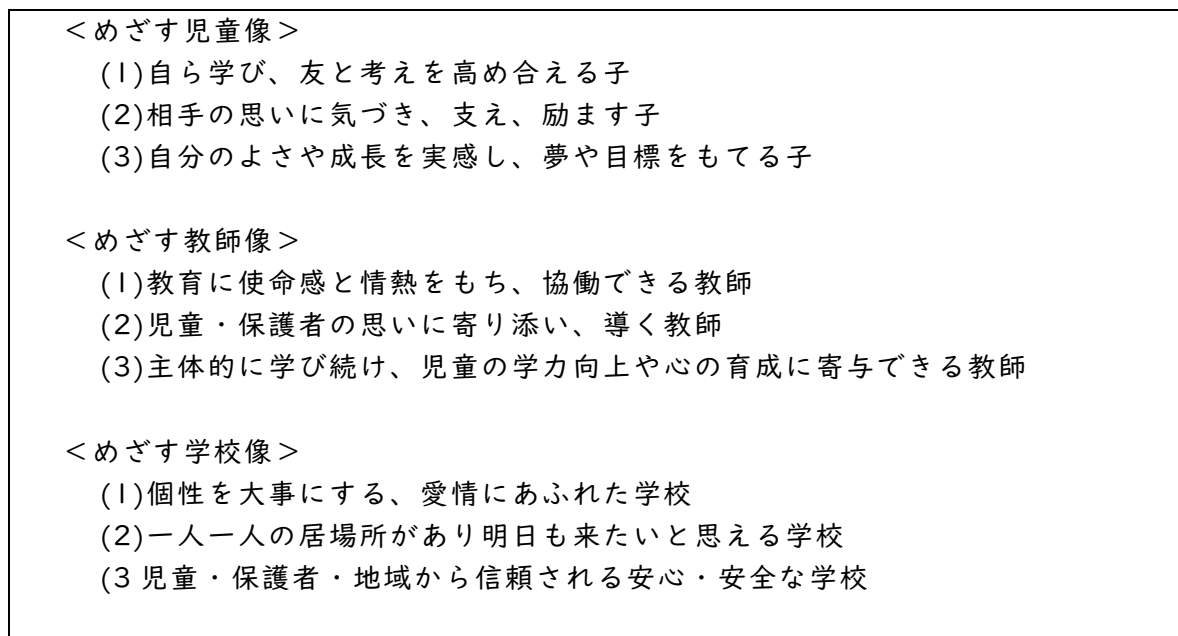 ＜めざす児童像＞
(1)自ら学び、友と考えを高め合える子
(2)相手の思いに気づき、支え、励ます子
(3)自分のよさや成長を実感し、夢や目標をもてる子
＜めざす教師像＞
(1)教育に使命感と情熱をもち、協働できる教師
(2)児童・保護者の思いに寄り添い、導く教師
(3)主体的に学び続け、児童の学力向上や心の育成に寄与できる教師
＜めざす学校像＞
(1)個性を大事にする、愛情にあふれた学校
(2)一人一人の居場所があり明日も来たいと思える学校
(3 児童・保護者・地域から信頼される安心・安全な学校